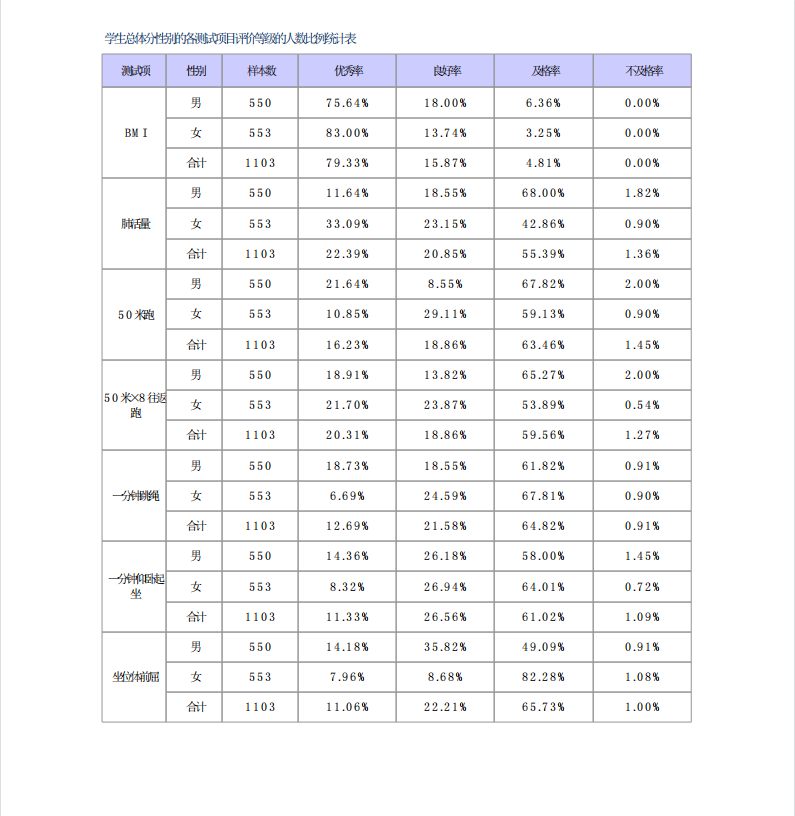 学生总体分性别的各测试项目评价等级的人数比例统计表
测试项 性别 样本数 优秀率 良好率 及格率 不及格率
男 550 75.64% 18.00% 6.36% 0.00%
BMI 女 553 83.00% 13.74% 3.25% 0.00%
合计 1103 79.33% 15.87% 4.81% 0.00%
男 550 11.64% 18.55% 68.00% 1.82%
肺活量 女 553 33.09% 23.15% 42.86% 0.90%
合计 1103 22.39% 20.85% 55.39% 1.36%
男 550 21.64% 8.55% 67.82% 2.00%
50米跑 女 553 10.85% 29.11% 59.13% 0.90%
合计 1103 16.23% 18.86% 63.46% 1.45%
男 550 18.91% 13.82% 65.27% 2.00%
50米×8往返
跑 女 553 21.70% 23.87% 53.89% 0.54%
合计 1103 20.31% 18.86% 59.56% 1.27%
男 550 18.73% 18.55% 61.82% 0.91%
一分钟跳绳 女 553 6.69% 24.59% 67.81% 0.90%
合计 1103 12.69% 21.58% 64.82% 0.91%
男 550 14.36% 26.18% 58.00% 1.45%
一分钟仰卧起
坐 女 553 8.32% 26.94% 64.01% 0.72%
合计 1103 11.33% 26.56% 61.02% 1.09%
男 550 14.18% 35.82% 49.09% 0.91%
坐位体前屈 女 553 7.96% 8.68% 82.28% 1.08%
合计 1103 11.06% 22.21% 65.73% 1.00%